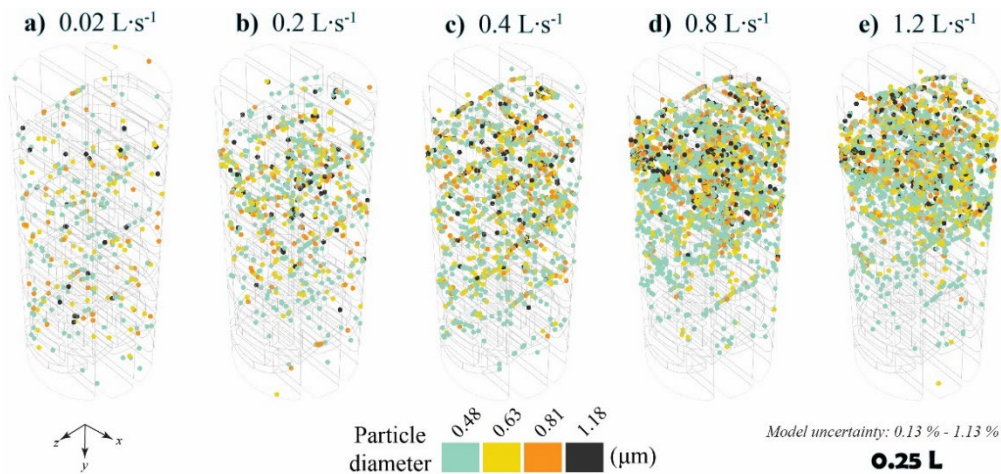 a) 0.02 L·s⁻¹
b) 0.2 L·s⁻¹
c) 0.4 L·s⁻¹
d) 0.8 L·s⁻¹
e) 1.2 L·s⁻¹
z
x
y
Particle
diameter
0.48
0.63
0.81
1.18
(μm)
Model uncertainty: 0.13 % - 1.13 %
0.25 L